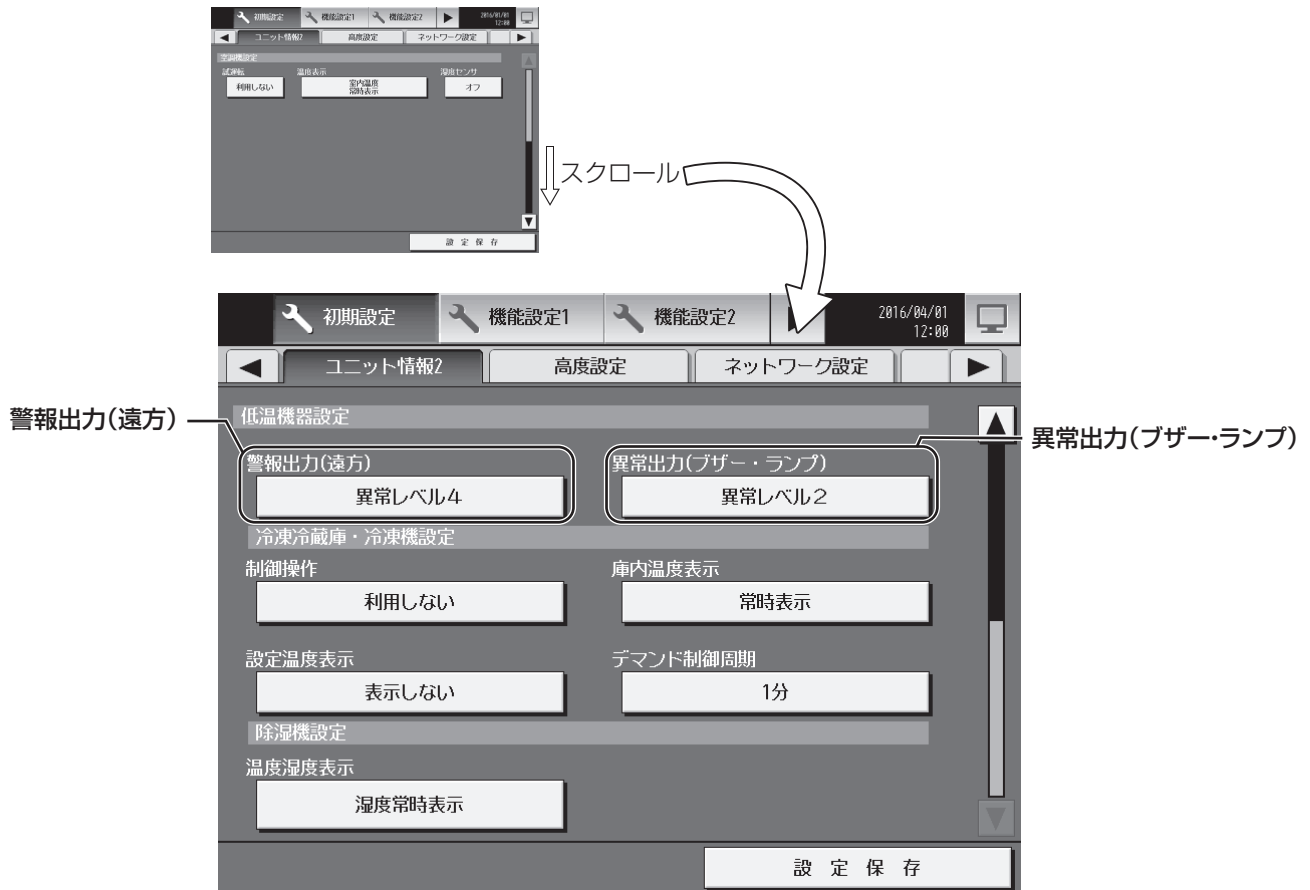 初期設定 機能設定1 機能設定2 2016/01/01
12:00
ユニット情報2 高度設定 ネットワーク設定
空調機設定
試運転 温度表示 湿度センサ
利用しない 室内温度
常時表示 オフ
設定保存
スクロール
初期設定 機能設定1 機能設定2 2016/04/01
12:00
ユニット情報2 高度設定 ネットワーク設定
低温機器設定
警報出力(遠方)
異常出力(ブザー・ランプ)
警報出力(遠方) 異常出力(ブザー・ランプ)
異常レベル4 異常レベル2
冷凍冷蔵庫・冷凍機設定
制御操作 庫内温度表示
利用しない 常時表示
設定温度表示 デマンド制御周期
表示しない 1分
除湿機設定
温度湿度表示
湿度常時表示
設定保存